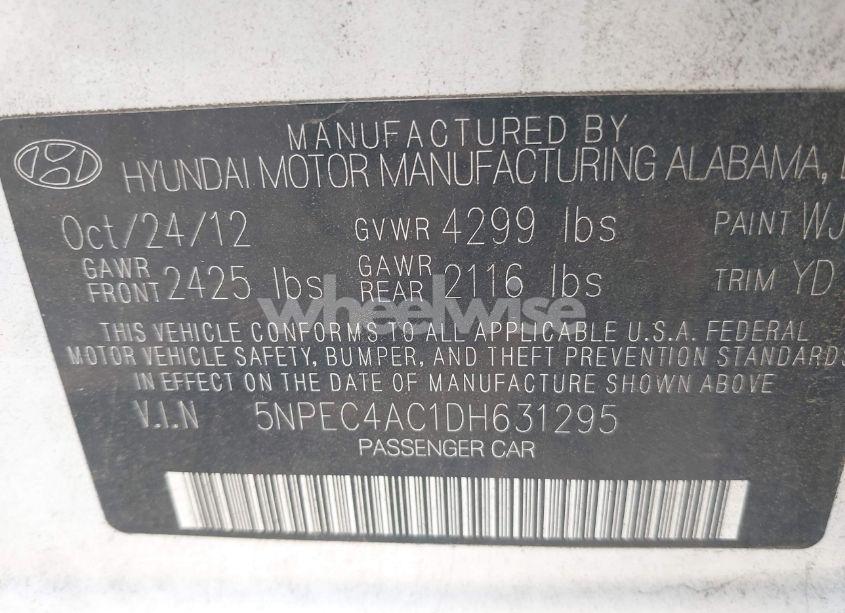 MANUFACTURED BY
HYUNDAI MOTOR MANUFACTURING ALABAMA,
Oct/24/12 GVWR 4299 lbs PAINT WJ
GAWR FRONT 2425 lbs GAWR REAR 2116 lbs TRIM YD
wheelwise
THIS VEHICLE CONFORMS TO ALL APPLICABLE U.S.A. FEDERAL
MOTOR VEHICLE SAFETY, BUMPER, AND THEFT PREVENTION STANDARDS
IN EFFECT ON THE DATE OF MANUFACTURE SHOWN ABOVE
V.I.N 5NPEC4AC1DH631295
PASSENGER CAR